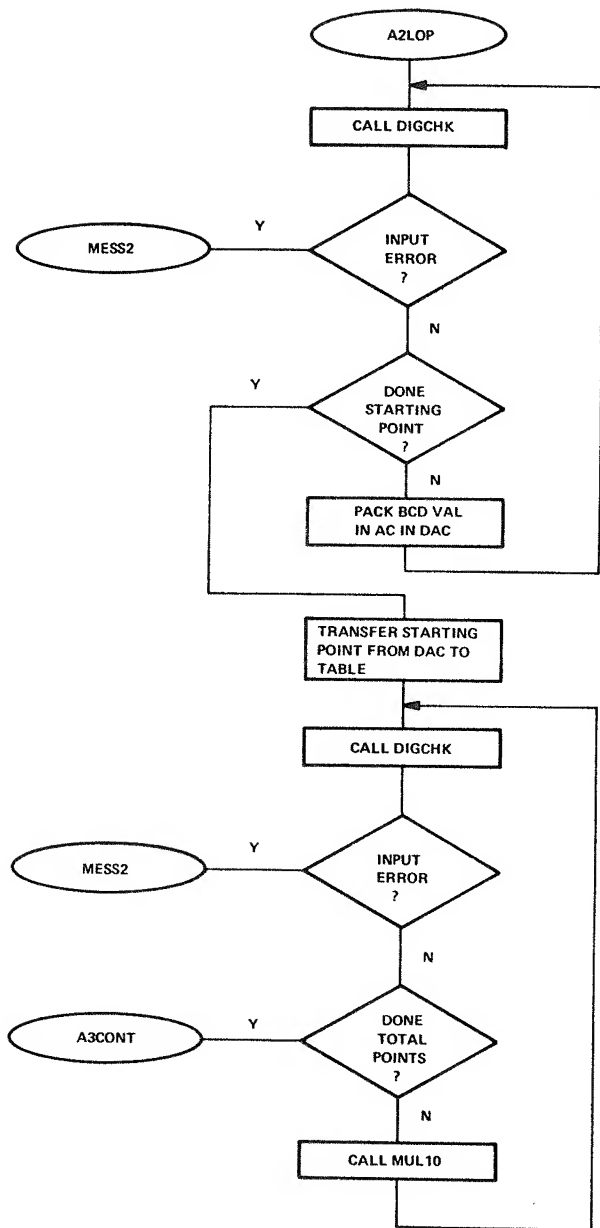 A2LOP
CALL DIGCHK
Y
MESS2
INPUT
ERROR
?
N
Y
DONE
STARTING
POINT
?
N
PACK BCD VAL
IN AC IN DAC
TRANSFER STARTING
POINT FROM DAC TO
TABLE
CALL DIGCHK
Y
MESS2
INPUT
ERROR
?
N
Y
A3CONT
DONE
TOTAL
POINTS
?
N
CALL MUL10